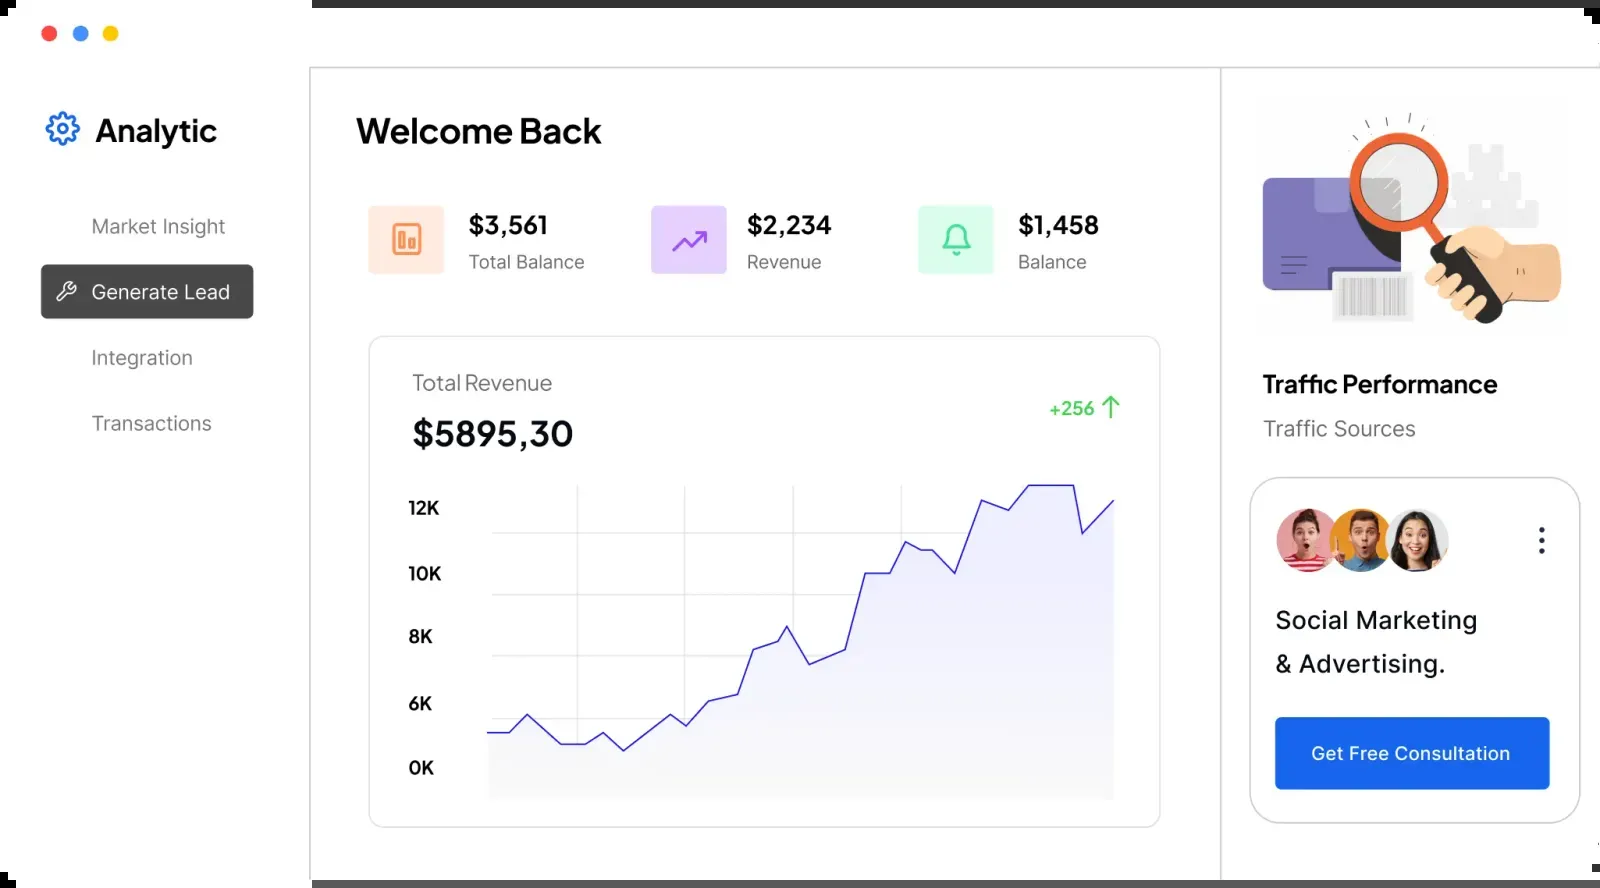 Analytic
Market Insight
Generate Lead
Integration
Transactions
Welcome Back
$3,561
Total Balance
$2,234
Revenue
$1,458
Balance
Total Revenue
$5895,30
+256
12K
10K
8K
6K
0K
Traffic Performance
Traffic Sources
Social Marketing
& Advertising.
Get Free Consultation